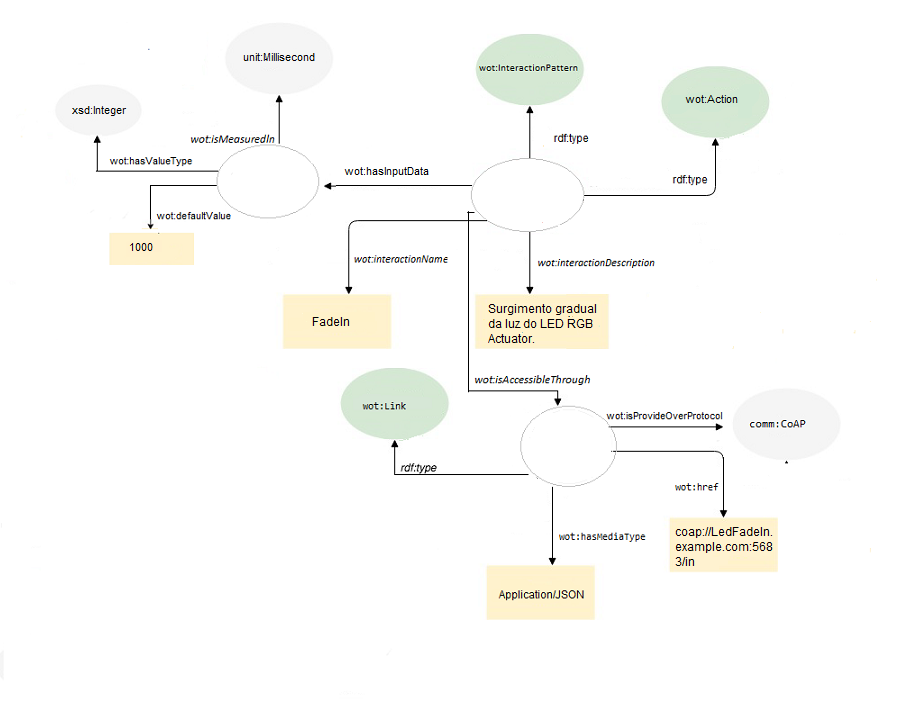 unit:Millisecond
wot:InteractionPattern
wot:Action
xsd:Integer
wot:isMeasuredIn
rdf:type
wot:hasValueType
wot:hasInputData
rdf:type
wot:defaultValue
1000
wot:interactionName
wot:interactionDescription
FadeIn
Surgimento gradual
da luz do LED RGB
Actuator.
wot:isAccessibleThrough
wot:Link
wot:isProvideOverProtocol
comm:CoAP
rdf:type
wot:href
wot:hasMediaType
coap://LedFadeIn.
example.com:568
3/in
Application/JSON